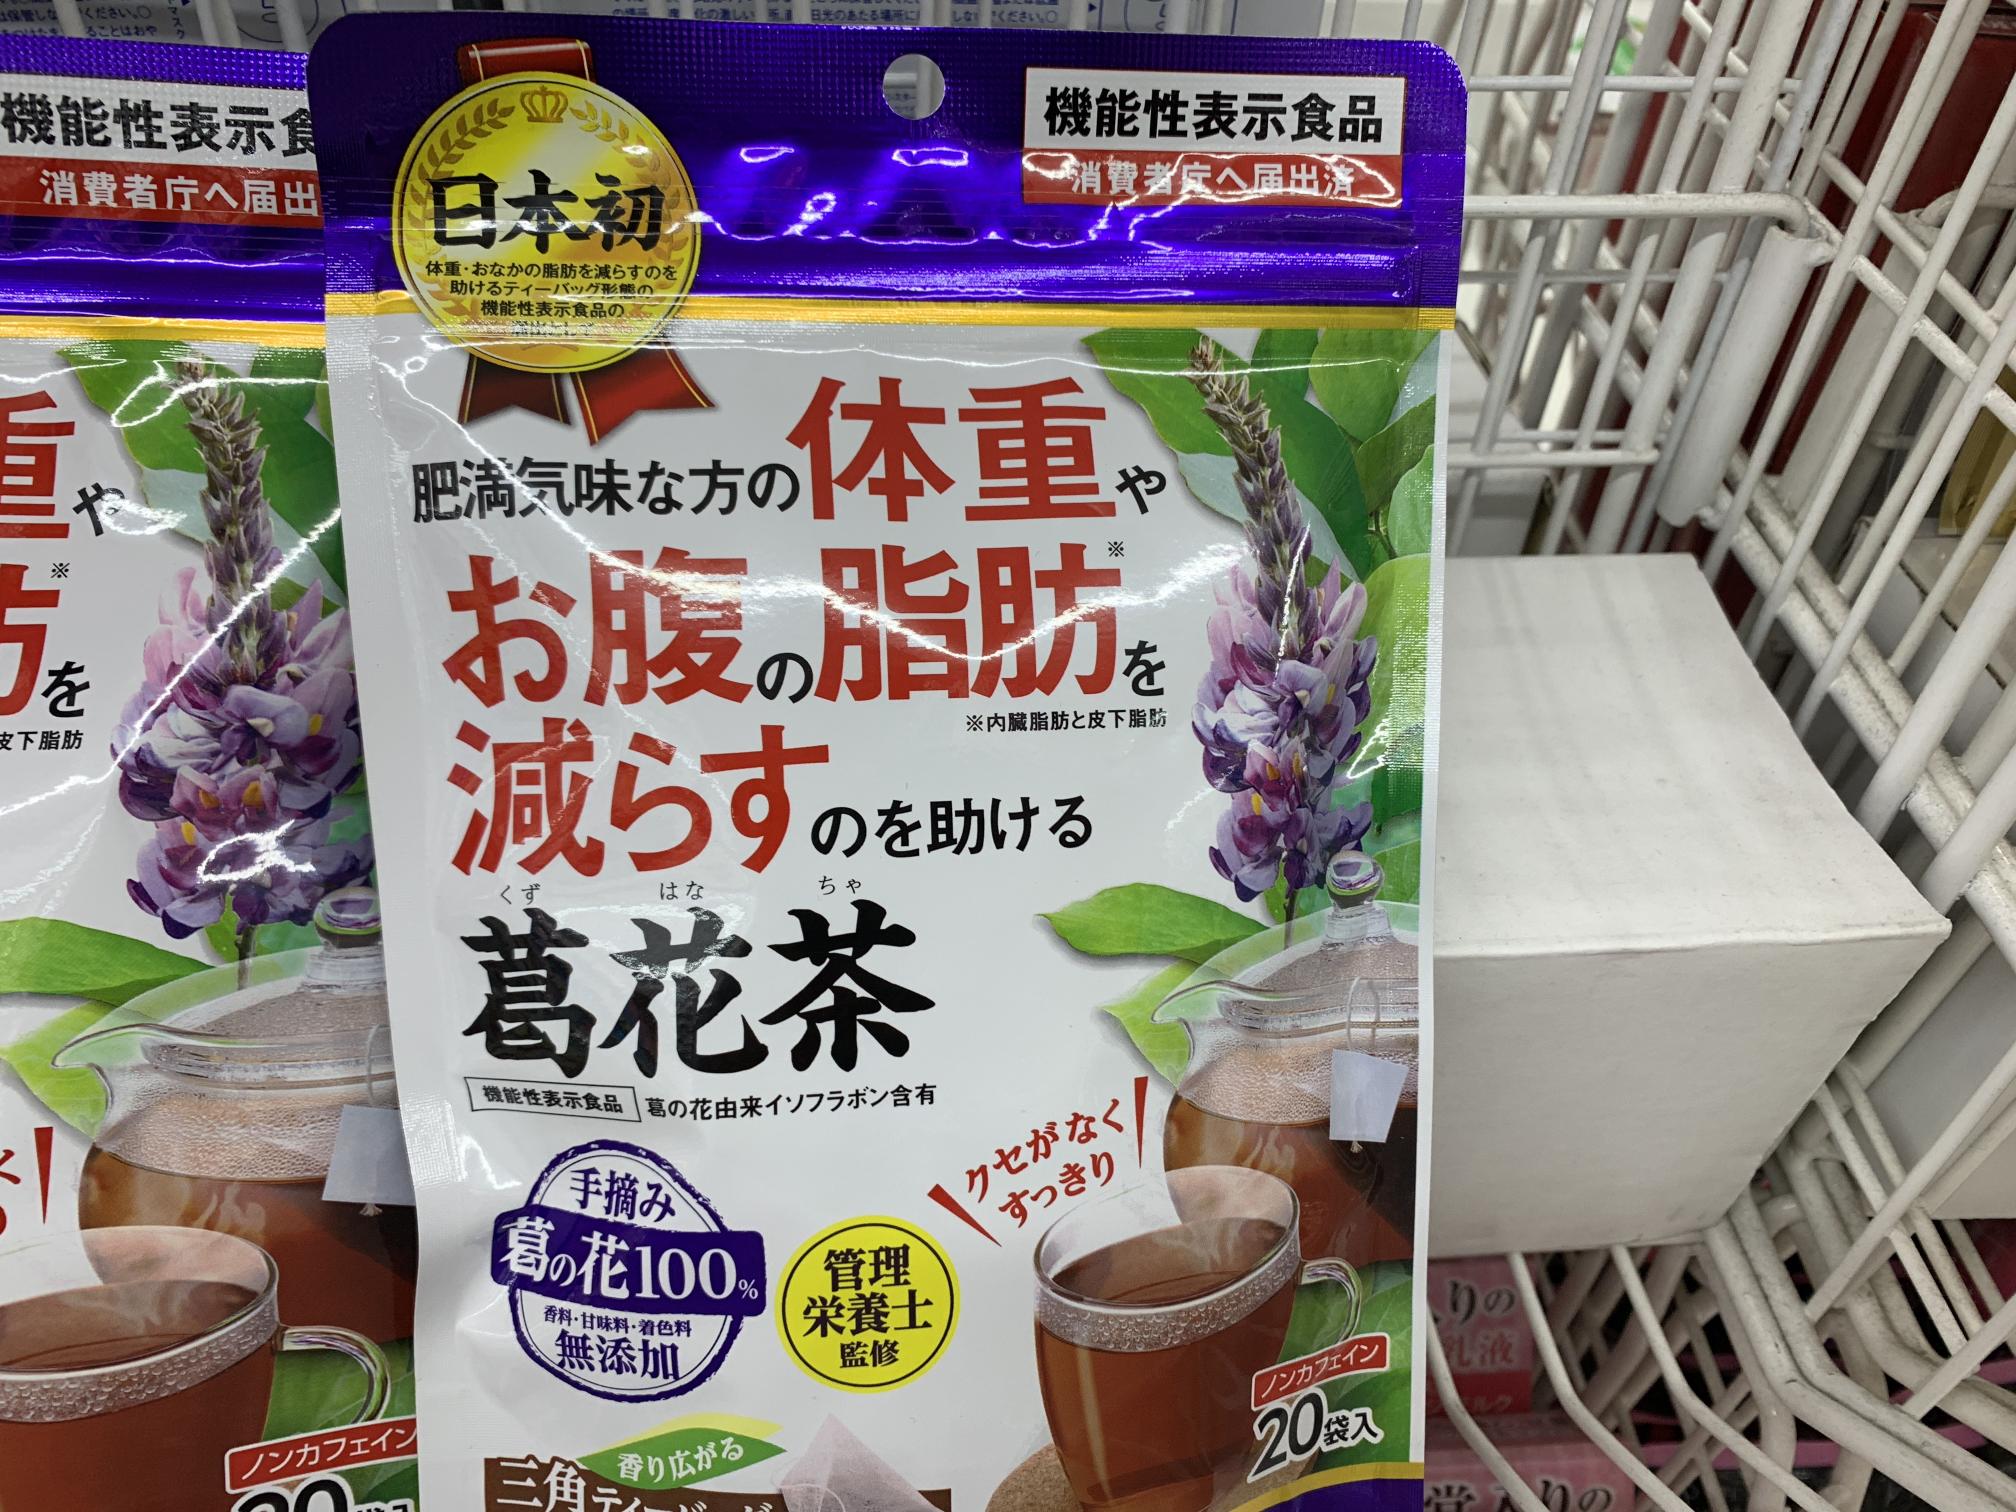 機能性表示食品
消費者庁へ届出済
日本初
体重・おなかの脂肪を減らすのを
助けるティーバッグ形態の
機能性表示食品の
肥満気味な方の体重や
お腹の脂肪※を
※内臓脂肪と皮下脂肪
減らすのを助ける
くず はな ちゃ
葛花茶
機能性表示食品 葛の花由来イソフラボン含有
手摘み
葛の花100%
香料・甘味料・着色料
無添加
管理
栄養士
監修
クセがなく
すっきり
ノンカフェイン
20袋入
香り広がる
三角ティーバッグ
機能性表示食
消費者庁へ届出
重や
肪※を
皮下脂肪
ノンカフェイン
20袋入